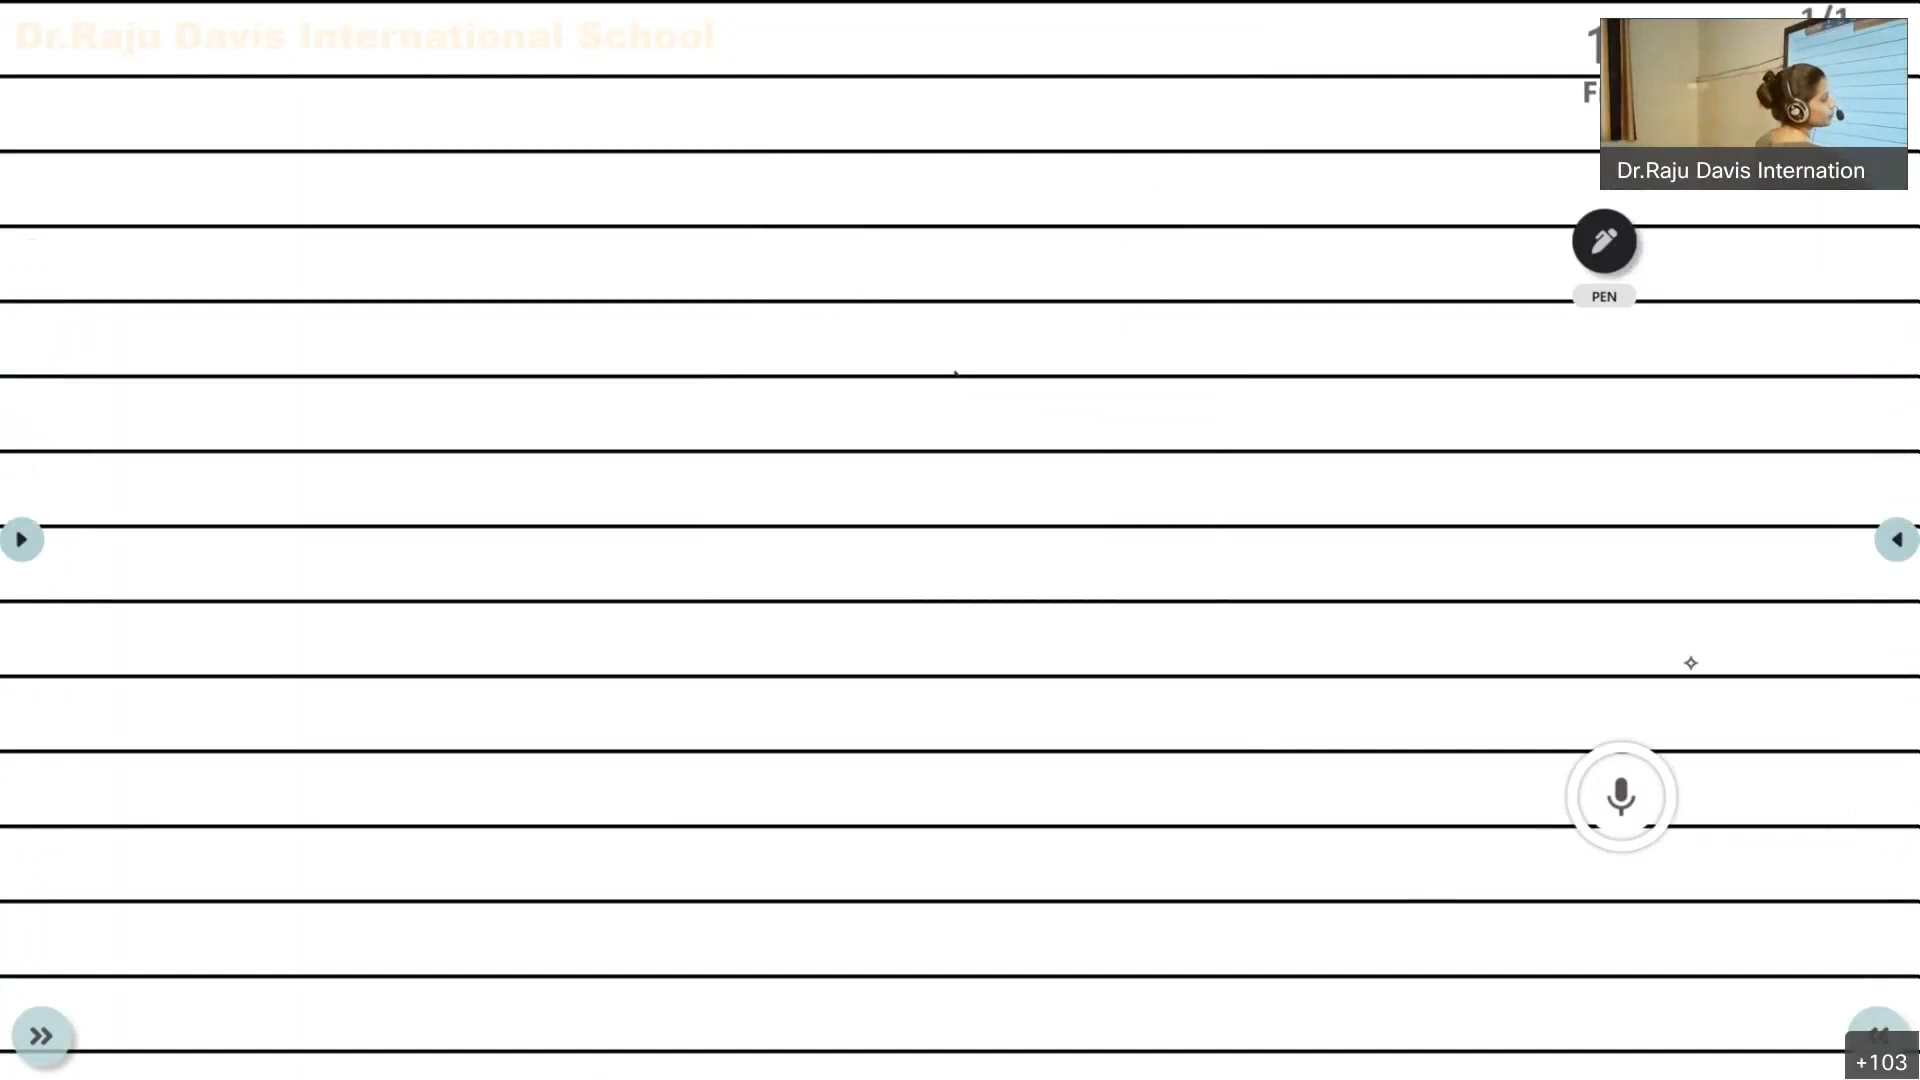 Dr.Raju Davis International School
1/1
Dr.Raju Davis Internation
PEN
+103